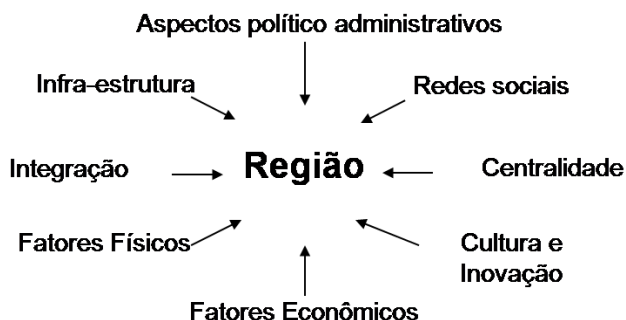 Aspectos político administrativos
Infra-estrutura
Redes sociais
Integração
Região
Centralidade
Fatores Físicos
Cultura e
Inovação
Fatores Econômicos